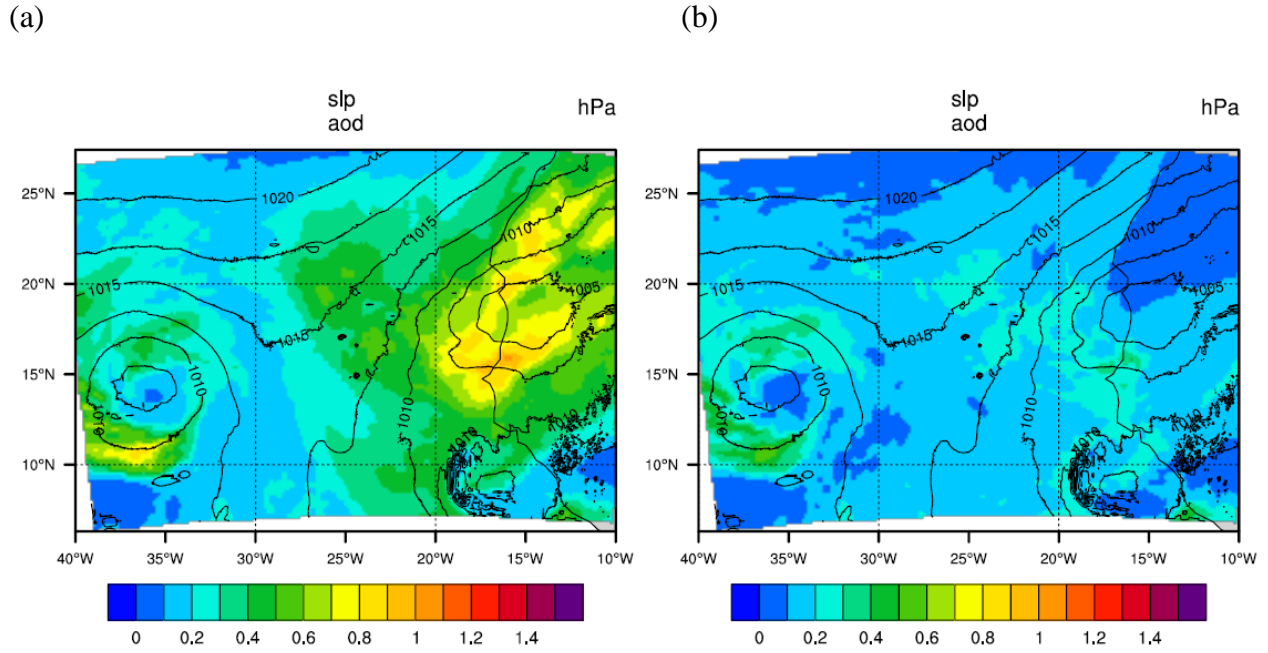 (a) (b)
slp slp
aod hPa aod hPa
25°N 1020 1015 1010 25°N 1020 1015 1010
20°N 1015 1005 20°N 1015 1005
1015 1015
15°N 1010 15°N 1010
1010 1010 1010 1010 1010 1010 1010 1010
10°N 10°N
40°W 35°W 30°W 25°W 20°W 15°W 10°W 40°W 35°W 30°W 25°W 20°W 15°W 10°W
0 0.2 0.4 0.6 0.8 1 1.2 1.4 0 0.2 0.4 0.6 0.8 1 1.2 1.4